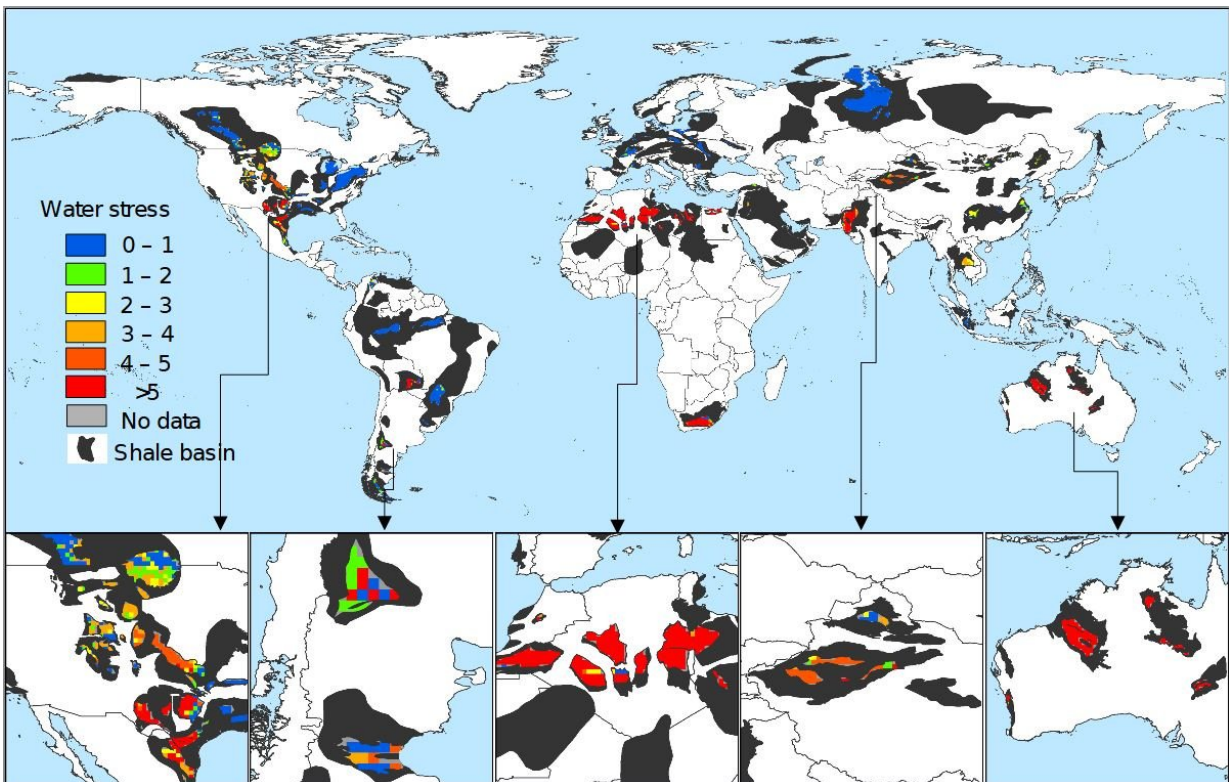 Water stress
0 – 1
1 – 2
2 – 3
3 – 4
4 – 5
>5
No data
Shale basin